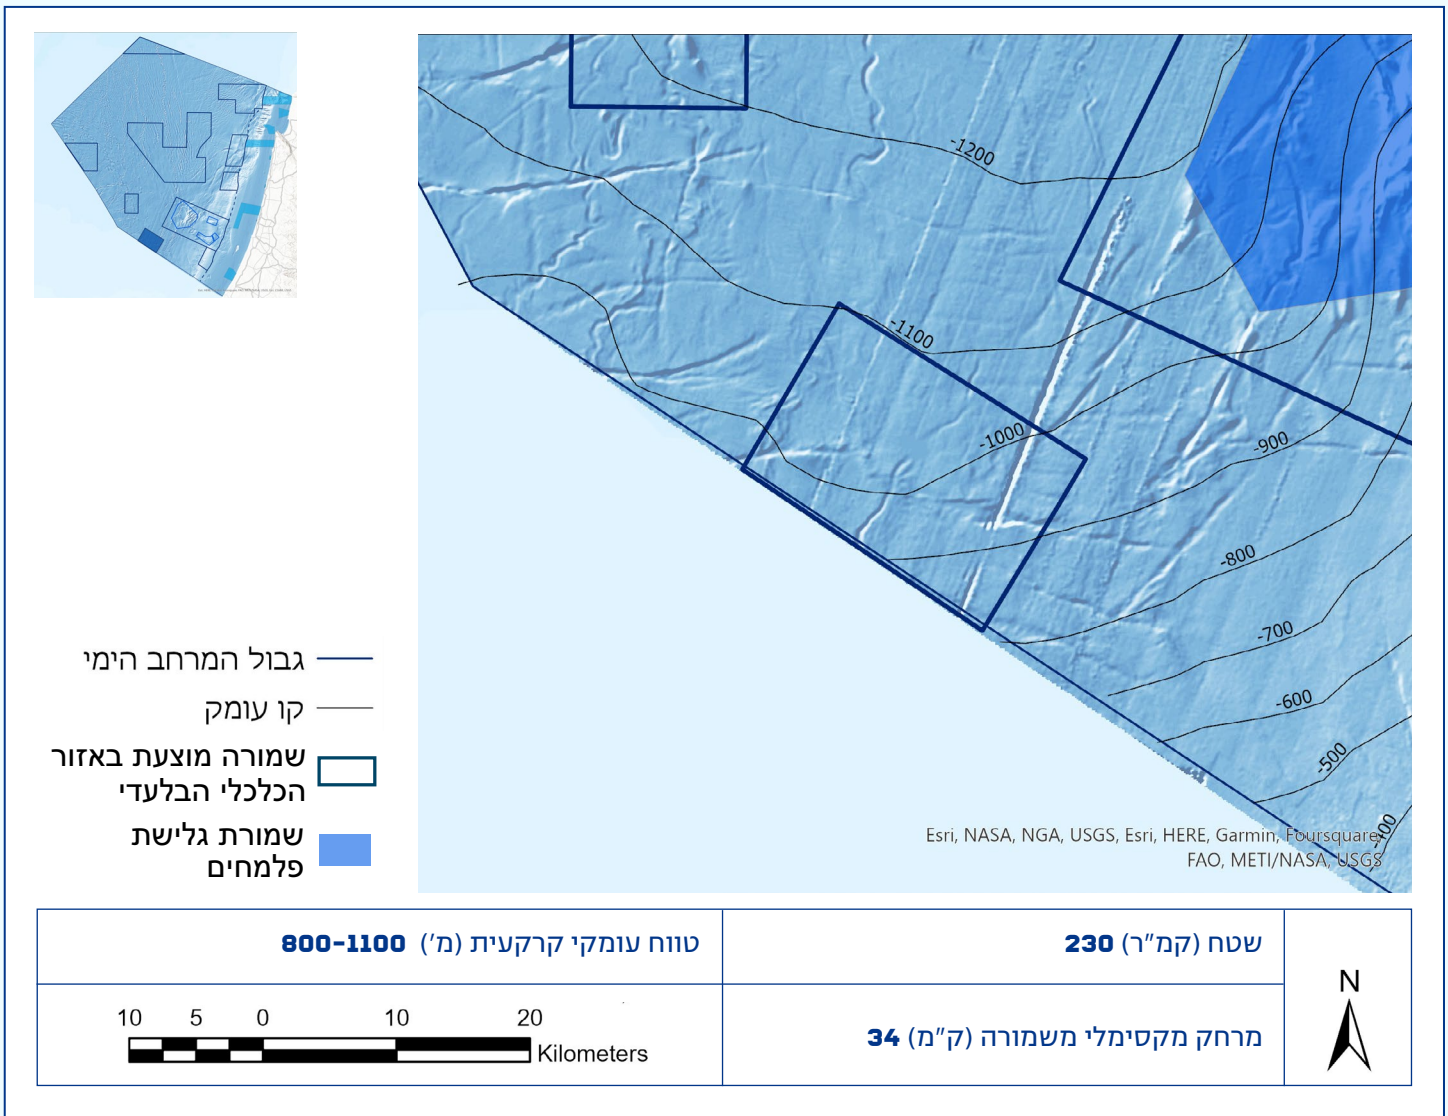 -1200
-1100
-1000
-900
-800
-700
-600
-500
Esri, NASA, NGA, USGS, Esri, HERE, Garmin, Foursquare,
FAO, METI/NASA, USGS
גבול המרחב הימי
קו עומק
שמורה מוצעת באזור
הכלכלי הבלעדי
שמורת גלישת
פלמחים
שטח (קמ"ר) 230
טווח עומקי קרקעית (מ') 800-1100
מרחק מקסימלי משמורה (ק"מ) 34
10 5 0 10 20
Kilometers
N